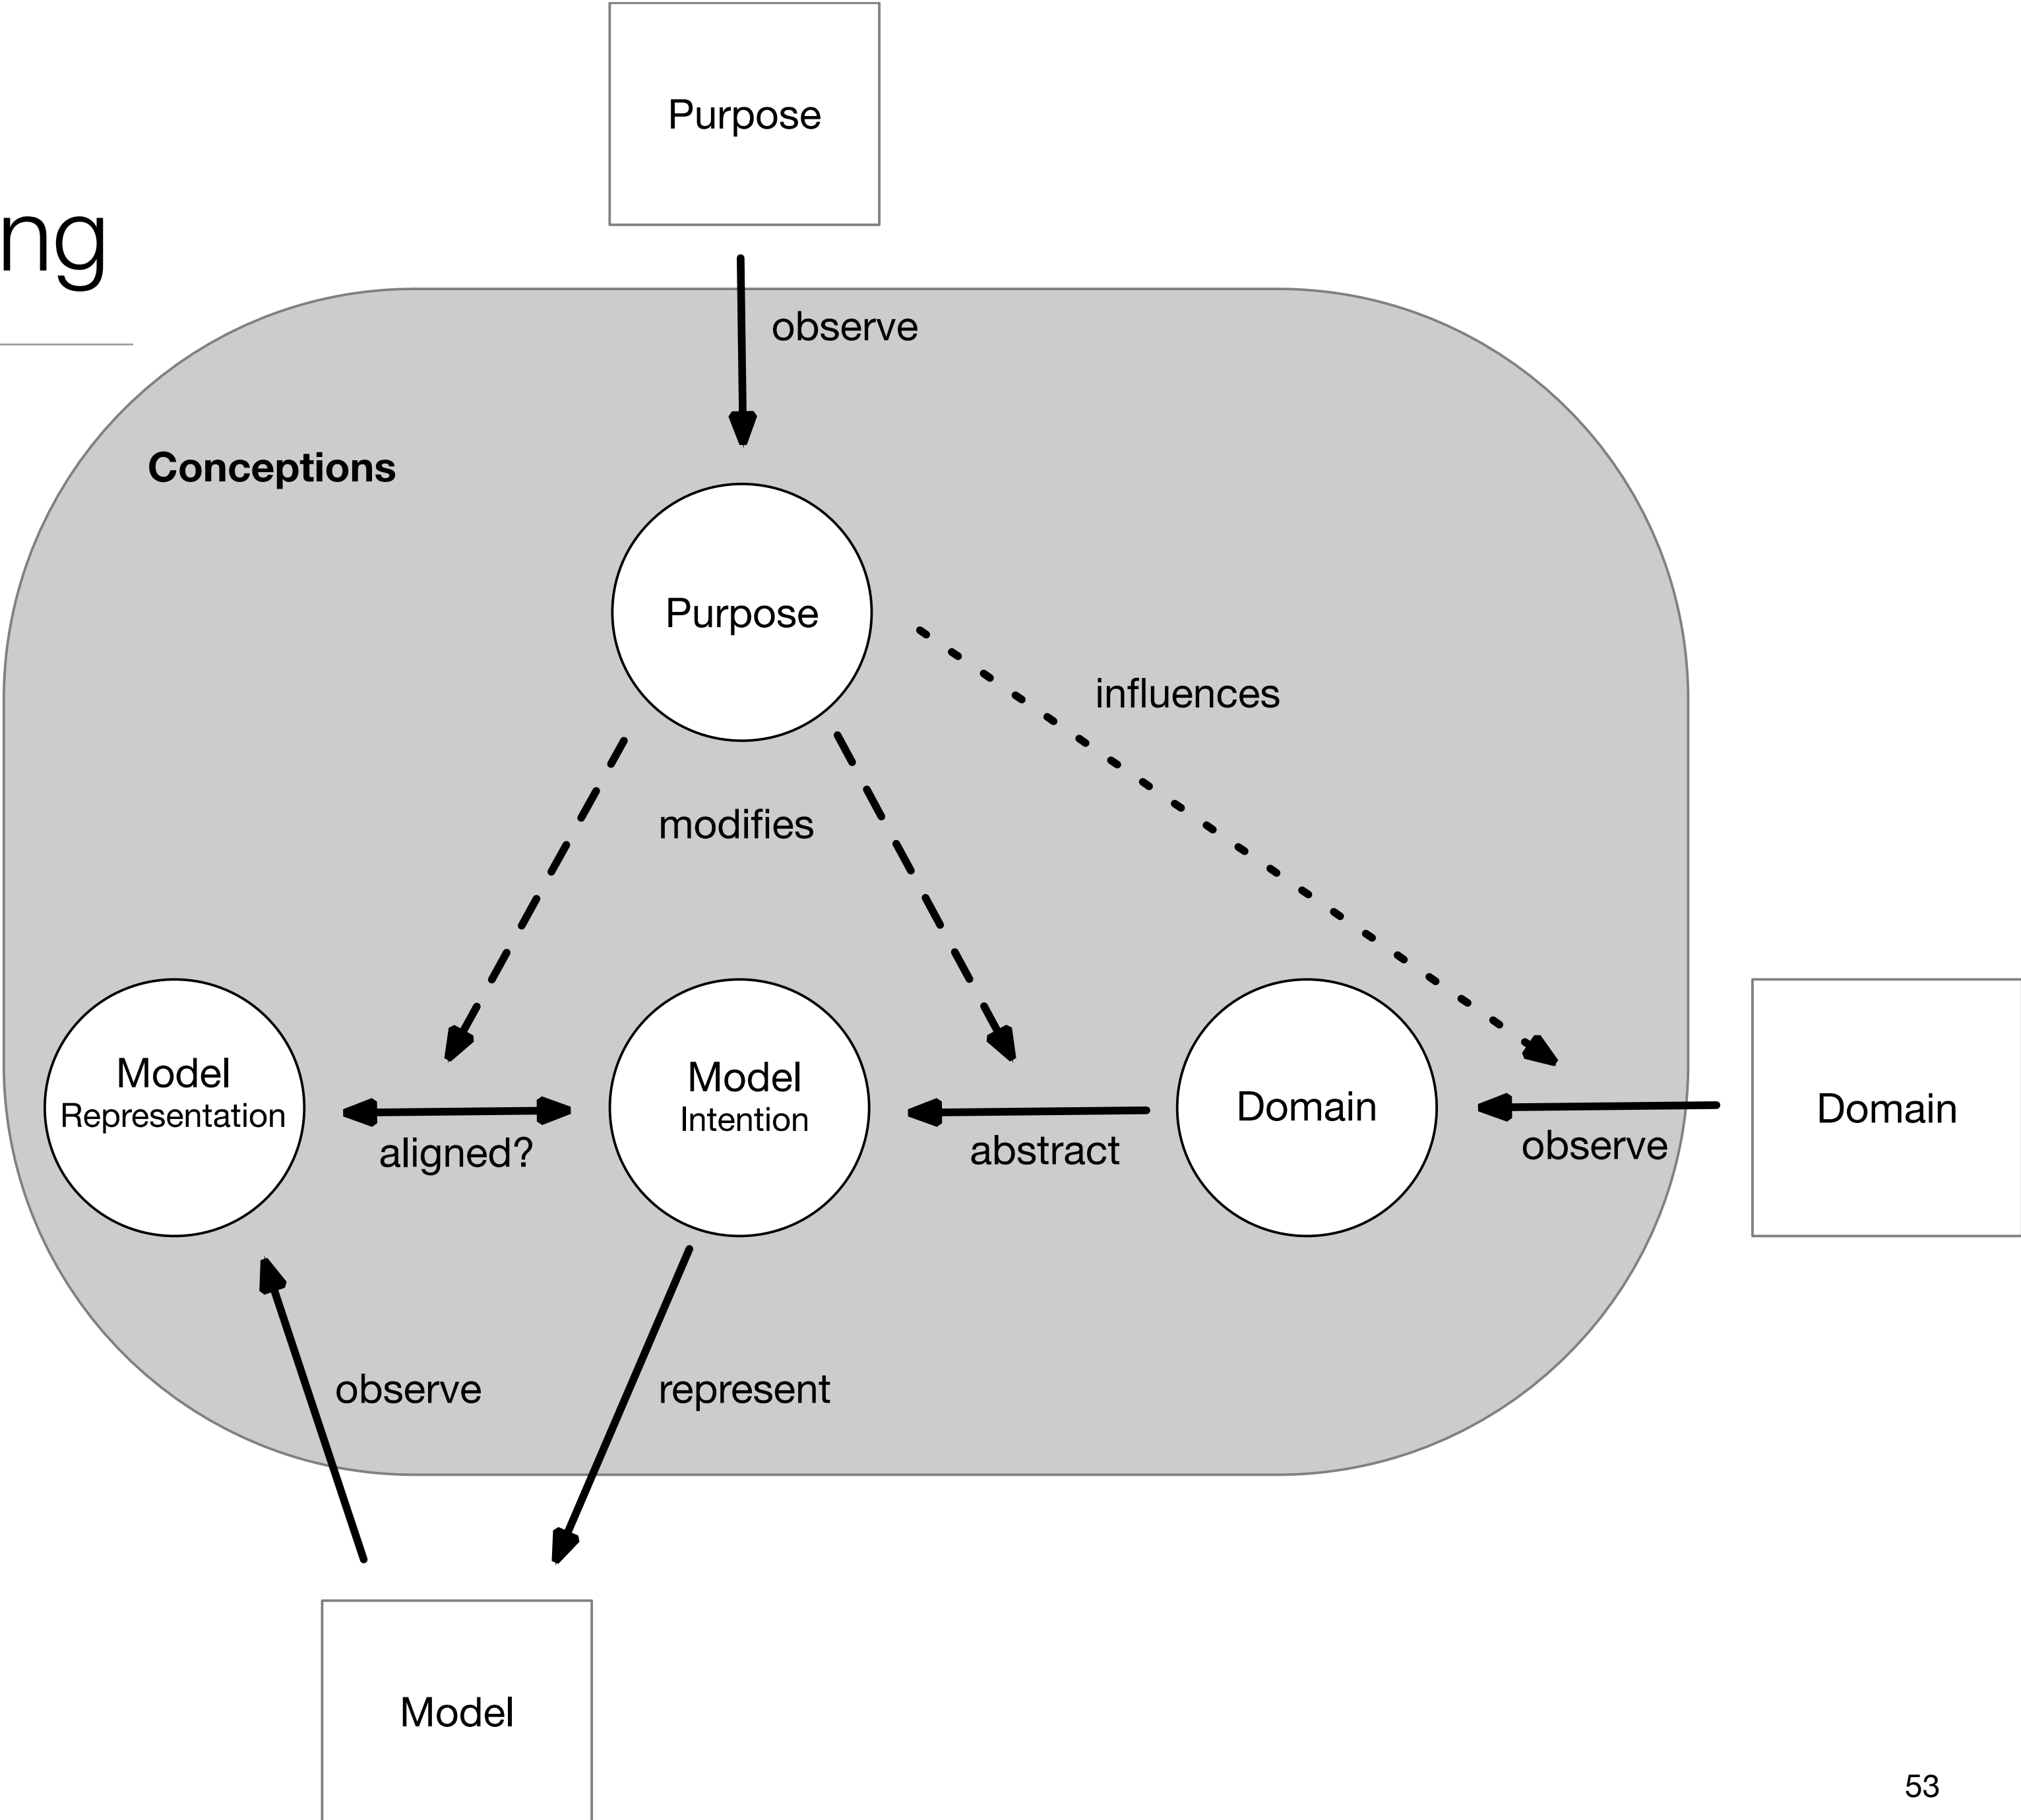 Purpose
ng
observe
Conceptions
Purpose
influences
modifies
Model
Representation
Model
Intention
Domain
Domain
aligned?
abstract
observe
observe
represent
Model
53